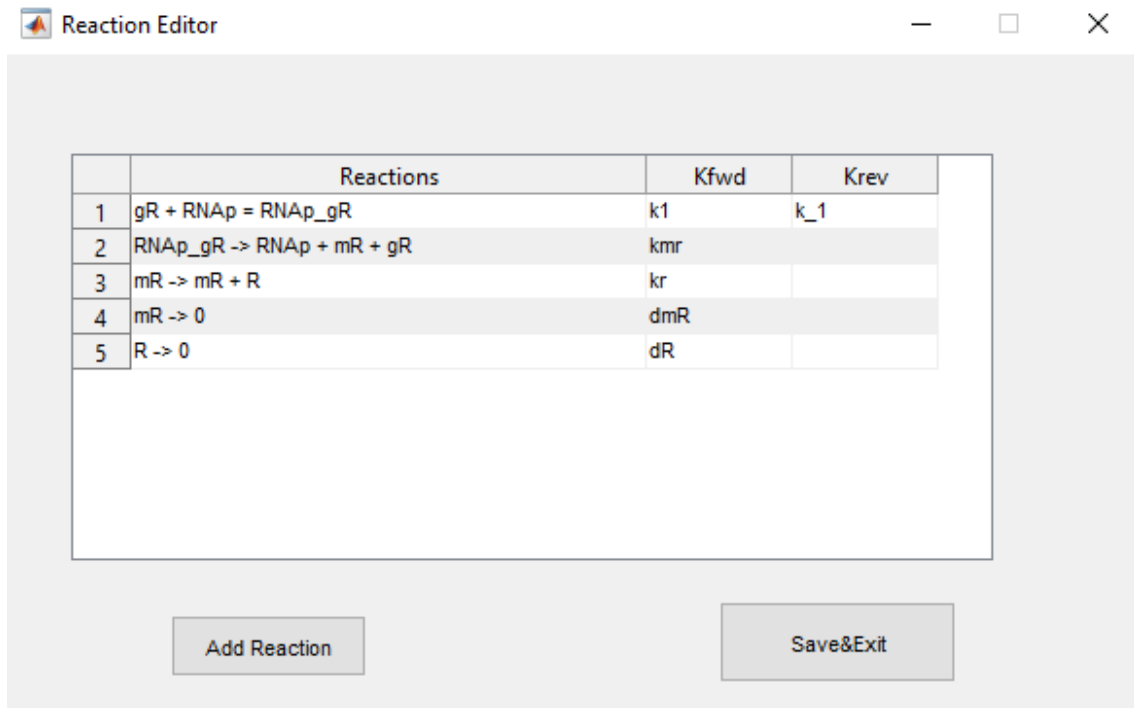 Reaction Editor
Reactions Kfwd Krev
1 gR + RNAp = RNAp_gR k1 k_1
2 RNAp_gR -> RNAp + mR + gR kmr
3 mR -> mR + R kr
4 mR -> 0 dmR
5 R -> 0 dR
Add Reaction Save&Exit